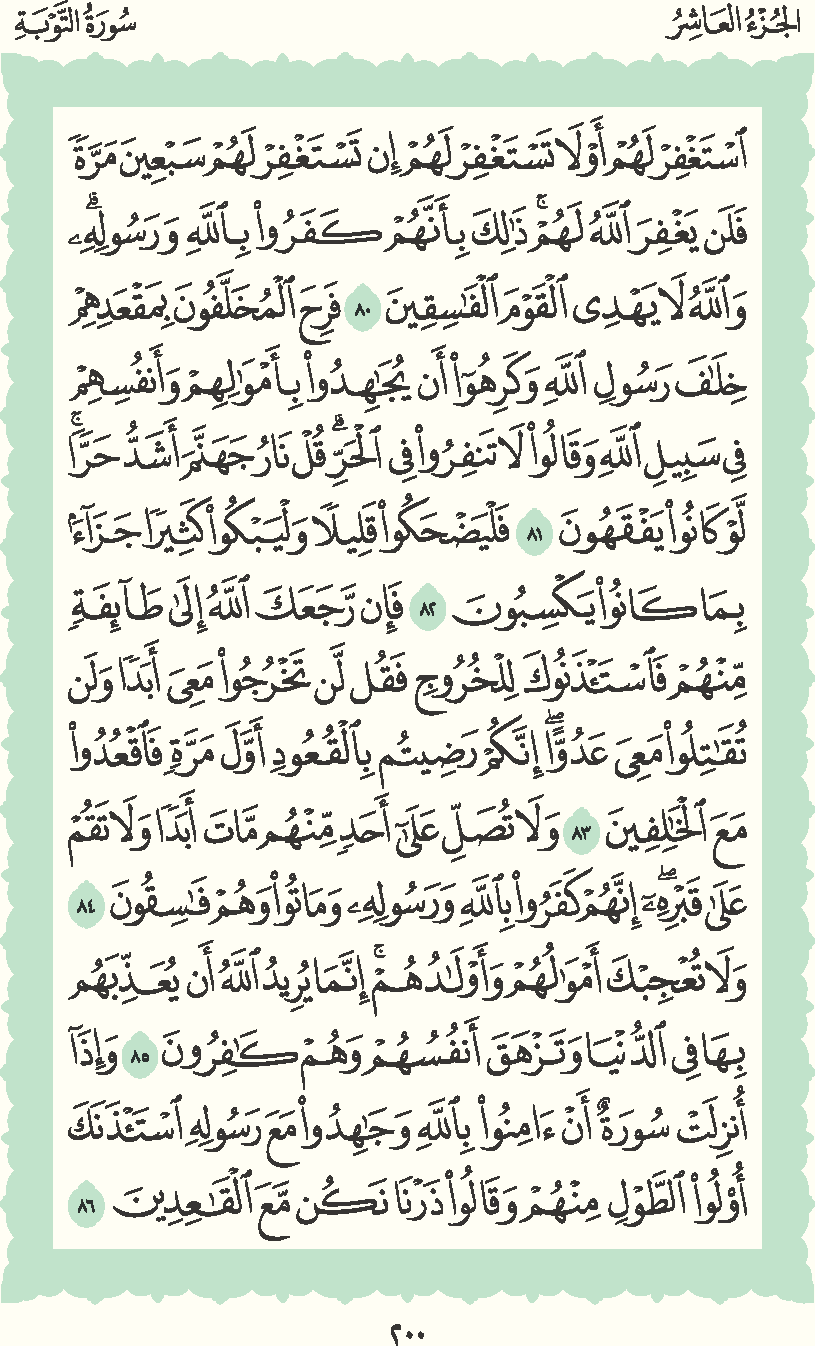 الجُزْءُ العَاشِرُ سُورَةُ التَّوْبَةِ
ٱسۡتَغۡفِرۡ لَهُمۡ أَوۡ لَا تَسۡتَغۡفِرۡ لَهُمۡ إِن تَسۡتَغۡفِرۡ لَهُمۡ سَبۡعِينَ مَرَّةٗ
فَلَن يَغۡفِرَ ٱللَّهُ لَهُمۡۚ ذَٰلِكَ بِأَنَّهُمۡ كَفَرُواْ بِٱللَّهِ وَرَسُولِهِۦۗ
وَٱللَّهُ لَا يَهۡدِي ٱلۡقَوۡمَ ٱلۡفَٰسِقِينَ ٨٠ فَرِحَ ٱلۡمُخَلَّفُونَ بِمَقۡعَدِهِمۡ
خِلَٰفَ رَسُولِ ٱللَّهِ وَكَرِهُوٓاْ أَن يُجَٰهِدُواْ بِأَمۡوَٰلِهِمۡ وَأَنفُسِهِمۡ
فِي سَبِيلِ ٱللَّهِ وَقَالُواْ لَا تَنفِرُواْ فِي ٱلۡحَرِّۗ قُلۡ نَارُ جَهَنَّمَ أَشَدُّ حَرّٗاۚ
لَّوۡ كَانُواْ يَفۡقَهُونَ ٨١ فَلۡيَضۡحَكُواْ قَلِيلٗا وَلۡيَبۡكُواْ كَثِيرٗا جَزَآءَۢ
بِمَا كَانُواْ يَكۡسِبُونَ ٨٢ فَإِن رَّجَعَكَ ٱللَّهُ إِلَىٰ طَآئِفَةٖ
مِّنۡهُمۡ فَٱسۡتَـٔۡذَنُوكَ لِلۡخُرُوجِ فَقُل لَّن تَخۡرُجُواْ مَعِيَ أَبَدٗا وَلَن
تُقَٰتِلُواْ مَعِيَ عَدُوًّاۖ إِنَّكُمۡ رَضِيتُم بِٱلۡقُعُودِ أَوَّلَ مَرَّةٖ فَٱقۡعُدُواْ
مَعَ ٱلۡخَٰلِفِينَ ٨٣ وَلَا تُصَلِّ عَلَىٰٓ أَحَدٖ مِّنۡهُم مَّاتَ أَبَدٗا وَلَا تَقُمۡ
عَلَىٰ قَبۡرِهِۦٓۖ إِنَّهُمۡ كَفَرُواْ بِٱللَّهِ وَرَسُولِهِۦ وَمَاتُواْ وَهُمۡ فَٰسِقُونَ ٨٤
وَلَا تُعۡجِبۡكَ أَمۡوَٰلُهُمۡ وَأَوۡلَٰدُهُمۡۚ إِنَّمَا يُرِيدُ ٱللَّهُ أَن يُعَذِّبَهُم
بِهَا فِي ٱلدُّنۡيَا وَتَزۡهَقَ أَنفُسُهُمۡ وَهُمۡ كَٰفِرُونَ ٨٥ وَإِذَآ
أُنزِلَتۡ سُورَةٌ أَنۡ ءَامِنُواْ بِٱللَّهِ وَجَٰهِدُواْ مَعَ رَسُولِهِ ٱسۡتَـٔۡذَنَكَ
أُوْلُواْ ٱلطَّوۡلِ مِنۡهُمۡ وَقَالُواْ ذَرۡنَا نَكُن مَّعَ ٱلۡقَٰعِدِينَ ٨٦
٢٠٠